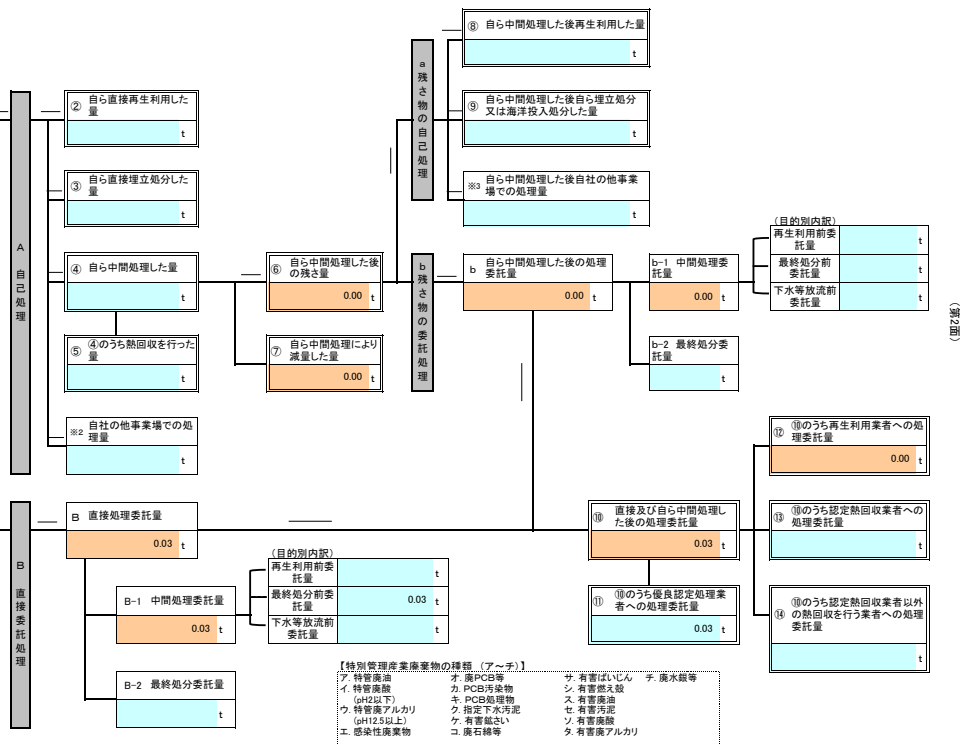 ⑧ 自ら中間処理した後再生利用した量
t
a 残さ物の自己処理
② 自ら直接再生利用した
量
t
⑨ 自ら中間処理した後自ら埋立処分
又は海洋投入処分した量
t
③ 自ら直接埋立処分した
量
t
※3 自ら中間処理した後自社の他事業
場での処理量
t
A 自己処理
④ 自ら中間処理した量
t
⑥ 自ら中間処理した後
の残さ量
0.00 t
b 残さ物の委託処理
b 自ら中間処理した後の処理
委託量
0.00 t
b-1 中間処理委
託量
0.00 t
(目的別内訳)
再生利用前委
託量
t
最終処分前
委託量
t
下水等放流前
委託量
t
(第2面)
⑤ ④のうち熱回収を行った
量
t
⑦ 自ら中間処理により
減量した量
0.00 t
b-2 最終処分委
託量
t
※2 自社の他事業場での処
理量
t
⑫ ⑩のうち再生利用業者への処
理委託量
0.00 t
B 直接委託処理
B 直接処理委託量
0.03 t
⑩ 直接及び自ら中間処理し
た後の処理委託量
0.03 t
⑬ ⑩のうち認定熱回収業者への
処理委託量
t
(目的別内訳)
再生利用前委
託量
t
最終処分前委
託量
0.03 t
下水等放流前
委託量
t
B-1 中間処理委託量
0.03 t
⑪ ⑩のうち優良認定処理業
者への処理委託量
0.03 t
⑭ ⑩のうち認定熱回収業者以外
の熱回収を行う業者への処理
委託量
t
B-2 最終処分委託量
t
【特別管理産業廃棄物の種類 (ア～チ)】
ア. 特管廃油 オ. 廃PCB等 サ. 有害ばいじん チ. 廃水銀等
イ. 特管廃酸 カ. PCB汚染物 シ. 有害燃え殻
(pH2以下) キ. PCB処理物 ス. 有害廃油
ウ. 特管廃アルカリ ク. 指定下水汚泥 セ. 有害汚泥
(pH12.5以上) ケ. 有害鉱さい ソ. 有害廃酸
エ. 感染性廃棄物 コ. 廃石綿等 タ. 有害廃アルカリ